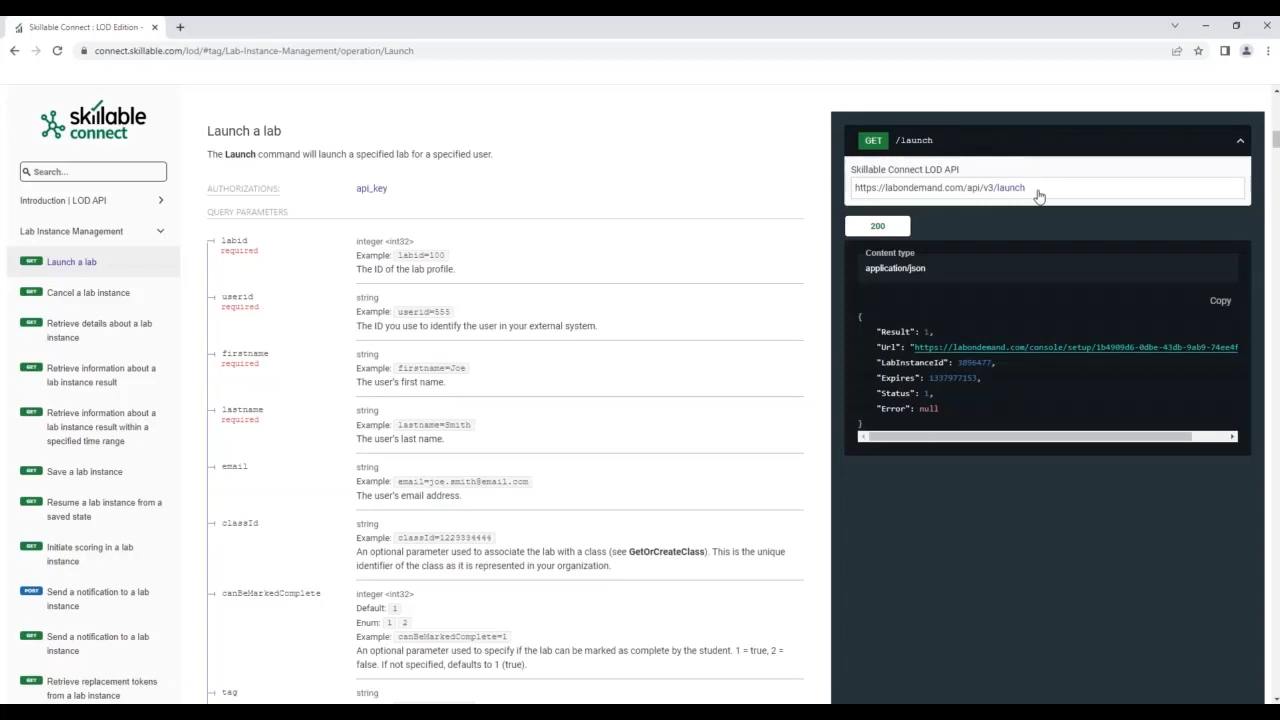 Skillable Connect : LOD Edition -
connect.skillable.com/lod/#tag/Lab-Instance-Management/operation/Launch
skillable
connect
Search...
Introduction | LOD API
Lab Instance Management
GET Launch a lab
GET Cancel a lab instance
GET Retrieve details about a lab
instance
GET Retrieve information about a
lab instance result
GET Retrieve information about a
lab instance result within a
specified time range
GET Save a lab instance
GET Resume a lab instance from a
saved state
GET Initiate scoring in a lab
instance
POST Send a notification to a lab
instance
GET Send a notification to a lab
instance
GET Retrieve replacement tokens
from a lab instance
Launch a lab
The Launch command will launch a specified lab for a specified user.
AUTHORIZATIONS: api_key
QUERY PARAMETERS
labid
required
integer <int32>
Example: labid=100
The ID of the lab profile.
userid
required
string
Example: userid=555
The ID you use to identify the user in your external system.
firstname
required
string
Example: firstname=Joe
The user's first name.
lastname
required
string
Example: lastname=Smith
The user's last name.
email
string
Example: email=joe.smith@email.com
The user's email address.
classId
string
Example: classId=1223334444
An optional parameter used to associate the lab with a class (see GetOrCreateClass). This is the unique
identifier of the class as it is represented in your organization.
canBeMarkedComplete
integer <int32>
Default: 1
Enum: 1 2
Example: canBeMarkedComplete=1
An optional parameter used to specify if the lab can be marked as complete by the student. 1 = true, 2 =
false. If not specified, defaults to 1 (true).
tag
string
GET /launch
Skillable Connect LOD API
https://labondemand.com/api/v3/launch
200
Content type
application/json
Copy
{
"Result": 1,
"Url": "https://labondemand.com/console/setup/1b4909d6-0dbe-43db-9ab9-74ee4f
"LabInstanceId": 3896477,
"Expires": 1337977153,
"Status": 1,
"Error": null
}